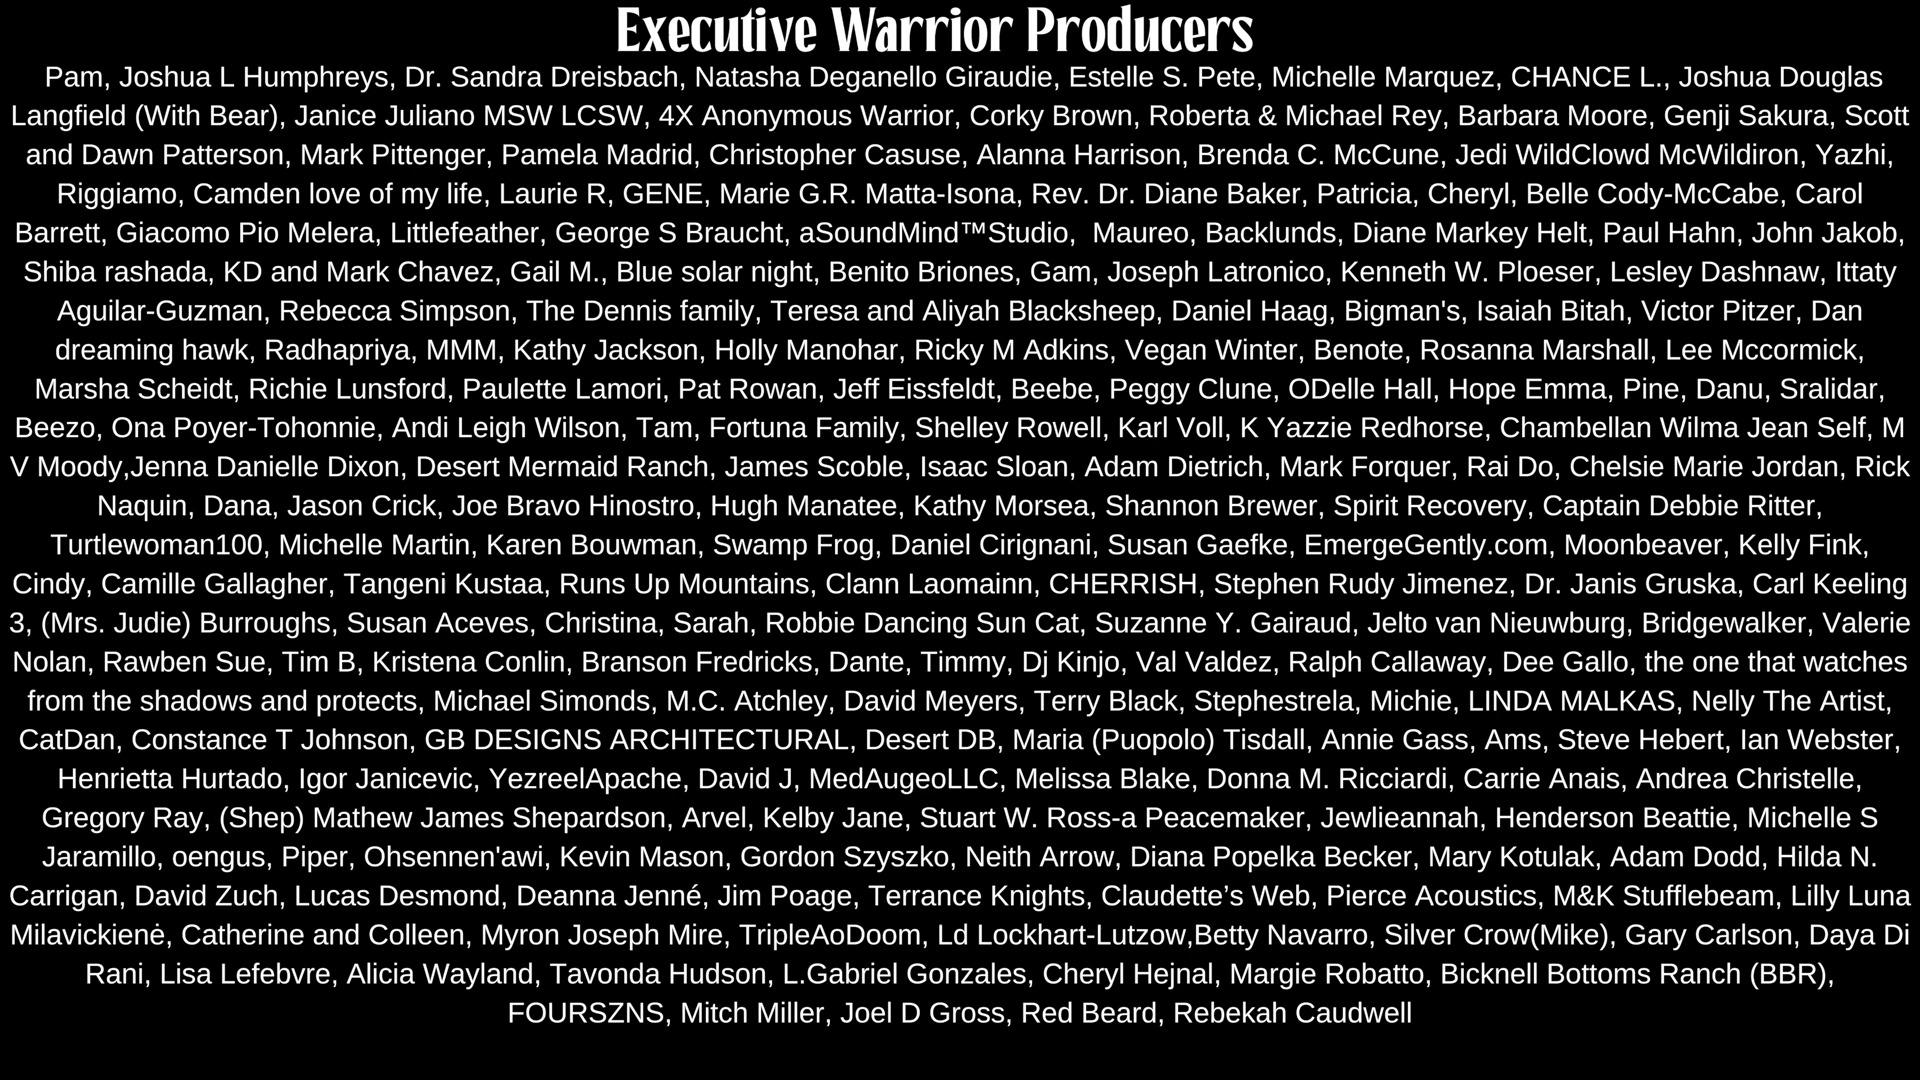 Executive Warrior Producers
Pam, Joshua L Humphreys, Dr. Sandra Dreisbach, Natasha Deganello Giraudie, Estelle S. Pete, Michelle Marquez, CHANCE L., Joshua Douglas
Langfield (With Bear), Janice Juliano MSW LCSW, 4X Anonymous Warrior, Corky Brown, Roberta & Michael Rey, Barbara Moore, Genji Sakura, Scott
and Dawn Patterson, Mark Pittenger, Pamela Madrid, Christopher Casuse, Alanna Harrison, Brenda C. McCune, Jedi WildClowd McWildiron, Yazhi,
Riggiamo, Camden love of my life, Laurie R, GENE, Marie G.R. Matta-Isona, Rev. Dr. Diane Baker, Patricia, Cheryl, Belle Cody-McCabe, Carol
Barrett, Giacomo Pio Melera, Littlefeather, George S Braucht, aSoundMind™Studio,  Maureo, Backlunds, Diane Markey Helt, Paul Hahn, John Jakob,
Shiba rashada, KD and Mark Chavez, Gail M., Blue solar night, Benito Briones, Gam, Joseph Latronico, Kenneth W. Ploeser, Lesley Dashnaw, Ittaty
Aguilar-Guzman, Rebecca Simpson, The Dennis family, Teresa and Aliyah Blacksheep, Daniel Haag, Bigman's, Isaiah Bitah, Victor Pitzer, Dan
dreaming hawk, Radhapriya, MMM, Kathy Jackson, Holly Manohar, Ricky M Adkins, Vegan Winter, Benote, Rosanna Marshall, Lee Mccormick,
Marsha Scheidt, Richie Lunsford, Paulette Lamori, Pat Rowan, Jeff Eissfeldt, Beebe, Peggy Clune, ODelle Hall, Hope Emma, Pine, Danu, Sralidar,
Beezo, Ona Poyer-Tohonnie, Andi Leigh Wilson, Tam, Fortuna Family, Shelley Rowell, Karl Voll, K Yazzie Redhorse, Chambellan Wilma Jean Self, M
V Moody,Jenna Danielle Dixon, Desert Mermaid Ranch, James Scoble, Isaac Sloan, Adam Dietrich, Mark Forquer, Rai Do, Chelsie Marie Jordan, Rick
Naquin, Dana, Jason Crick, Joe Bravo Hinostro, Hugh Manatee, Kathy Morsea, Shannon Brewer, Spirit Recovery, Captain Debbie Ritter,
Turtlewoman100, Michelle Martin, Karen Bouwman, Swamp Frog, Daniel Cirignani, Susan Gaefke, EmergeGently.com, Moonbeaver, Kelly Fink,
Cindy, Camille Gallagher, Tangeni Kustaa, Runs Up Mountains, Clann Laomainn, CHERRISH, Stephen Rudy Jimenez, Dr. Janis Gruska, Carl Keeling
3, (Mrs. Judie) Burroughs, Susan Aceves, Christina, Sarah, Robbie Dancing Sun Cat, Suzanne Y. Gairaud, Jelto van Nieuwburg, Bridgewalker, Valerie
Nolan, Rawben Sue, Tim B, Kristena Conlin, Branson Fredricks, Dante, Timmy, Dj Kinjo, Val Valdez, Ralph Callaway, Dee Gallo, the one that watches
from the shadows and protects, Michael Simonds, M.C. Atchley, David Meyers, Terry Black, Stephestrela, Michie, LINDA MALKAS, Nelly The Artist,
CatDan, Constance T Johnson, GB DESIGNS ARCHITECTURAL, Desert DB, Maria (Puopolo) Tisdall, Annie Gass, Ams, Steve Hebert, Ian Webster,
Henrietta Hurtado, Igor Janicevic, YezreelApache, David J, MedAugeoLLC, Melissa Blake, Donna M. Ricciardi, Carrie Anais, Andrea Christelle,
Gregory Ray, (Shep) Mathew James Shepardson, Arvel, Kelby Jane, Stuart W. Ross-a Peacemaker, Jewlieannah, Henderson Beattie, Michelle S
Jaramillo, oengus, Piper, Ohsennen'awi, Kevin Mason, Gordon Szyszko, Neith Arrow, Diana Popelka Becker, Mary Kotulak, Adam Dodd, Hilda N.
Carrigan, David Zuch, Lucas Desmond, Deanna Jenné, Jim Poage, Terrance Knights, Claudette’s Web, Pierce Acoustics, M&K Stufflebeam, Lilly Luna
Milavickienė, Catherine and Colleen, Myron Joseph Mire, TripleAoDoom, Ld Lockhart-Lutzow,Betty Navarro, Silver Crow(Mike), Gary Carlson, Daya Di
Rani, Lisa Lefebvre, Alicia Wayland, Tavonda Hudson, L.Gabriel Gonzales, Cheryl Hejnal, Margie Robatto, Bicknell Bottoms Ranch (BBR),
FOURSZNS, Mitch Miller, Joel D Gross, Red Beard, Rebekah Caudwell